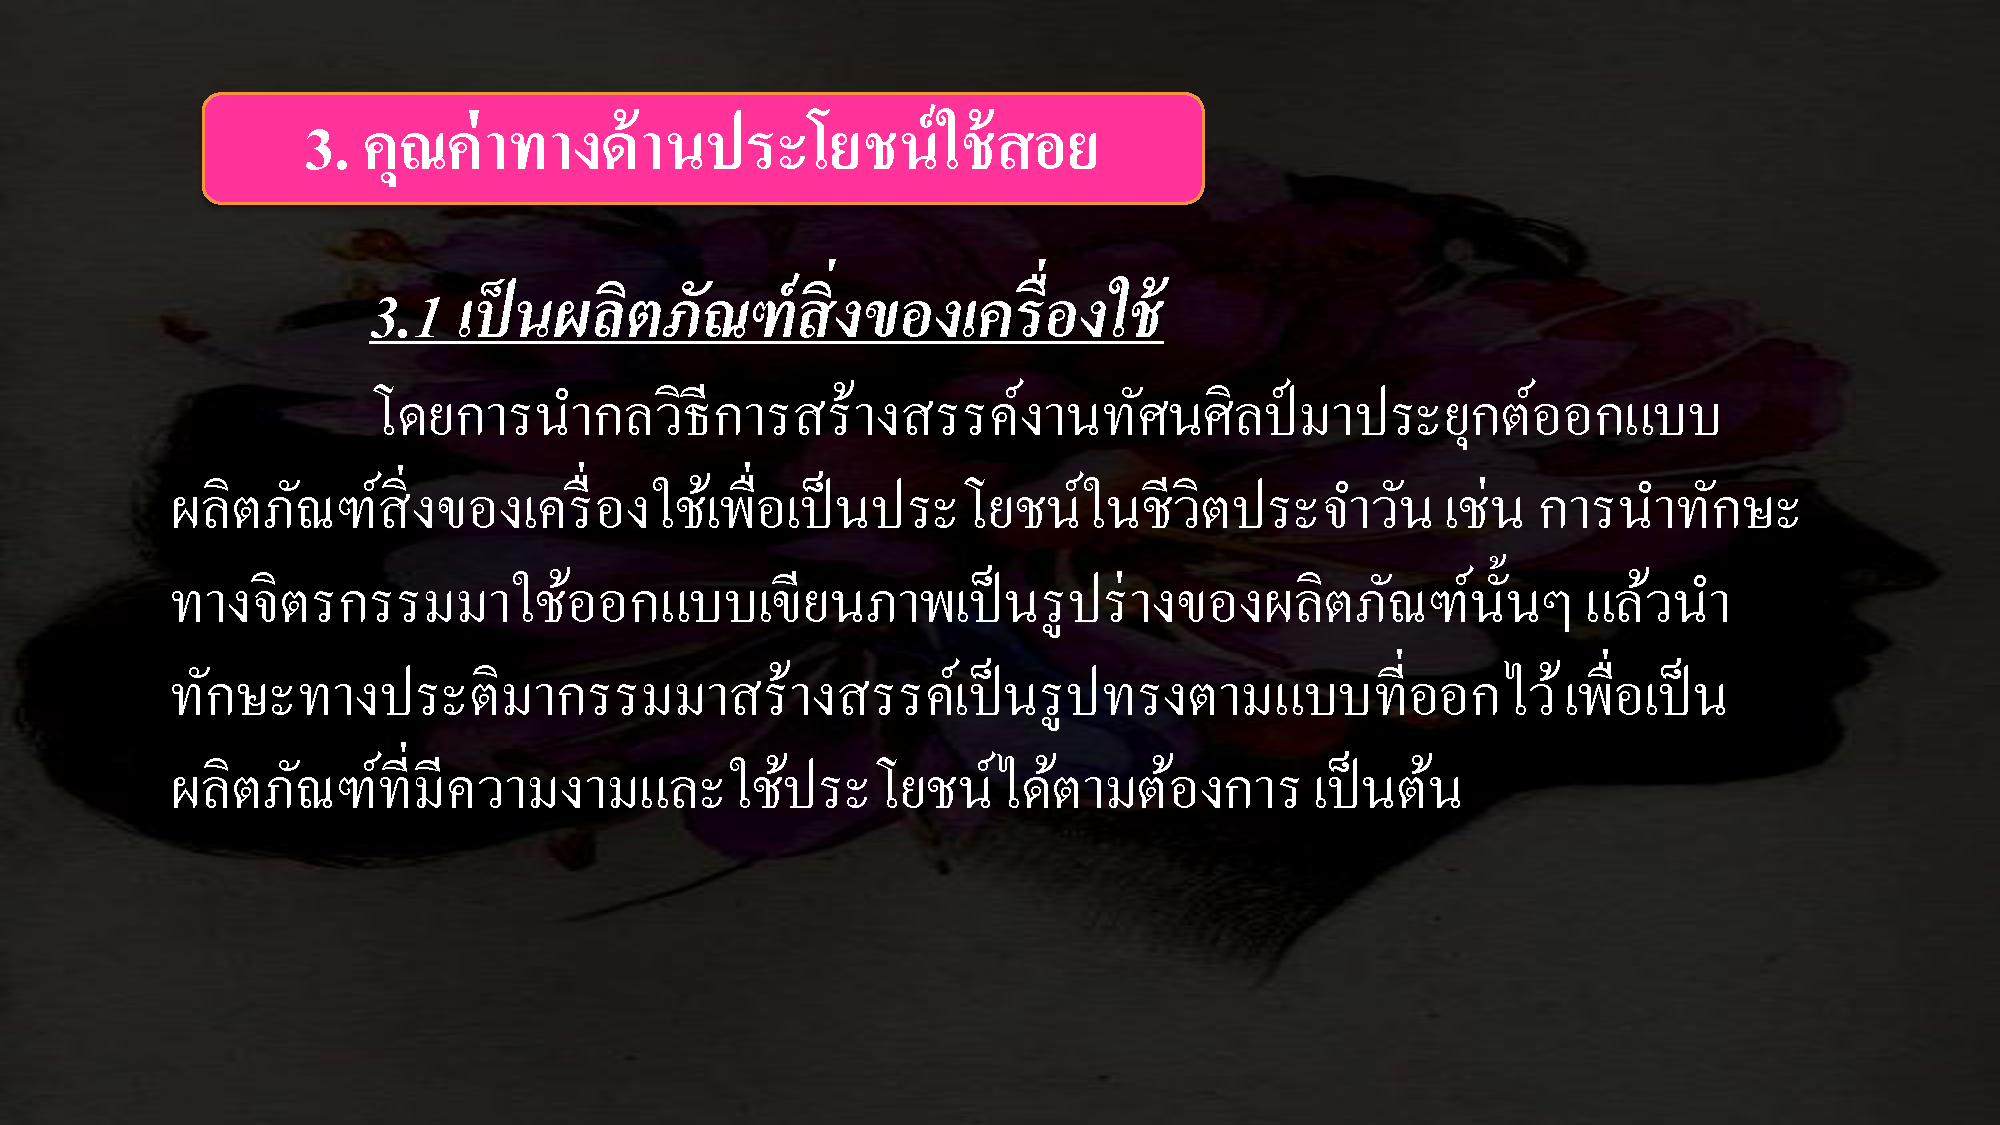 3. คุณค่าทางด้านประโยชน์ใช้สอย
3.1 เป็นผลิตภัณฑ์สิ่งของเครื่องใช้
โดยการนำกลวิธีการสร้างสรรค์งานทัศนศิลป์มาประยุกต์ออกแบบ
ผลิตภัณฑ์สิ่งของเครื่องใช้เพื่อเป็นประโยชน์ในชีวิตประจำวัน เช่น การนำทักษะ
ทางจิตรกรรมมาใช้ออกแบบเขียนภาพเป็นรูปร่างของผลิตภัณฑ์นั้นๆ แล้วนำ
ทักษะทางประติมากรรมมาสร้างสรรค์เป็นรูปทรงตามแบบที่ออกไว้ เพื่อเป็น
ผลิตภัณฑ์ที่มีความงามและใช้ประโยชน์ได้ตามต้องการ เป็นต้น